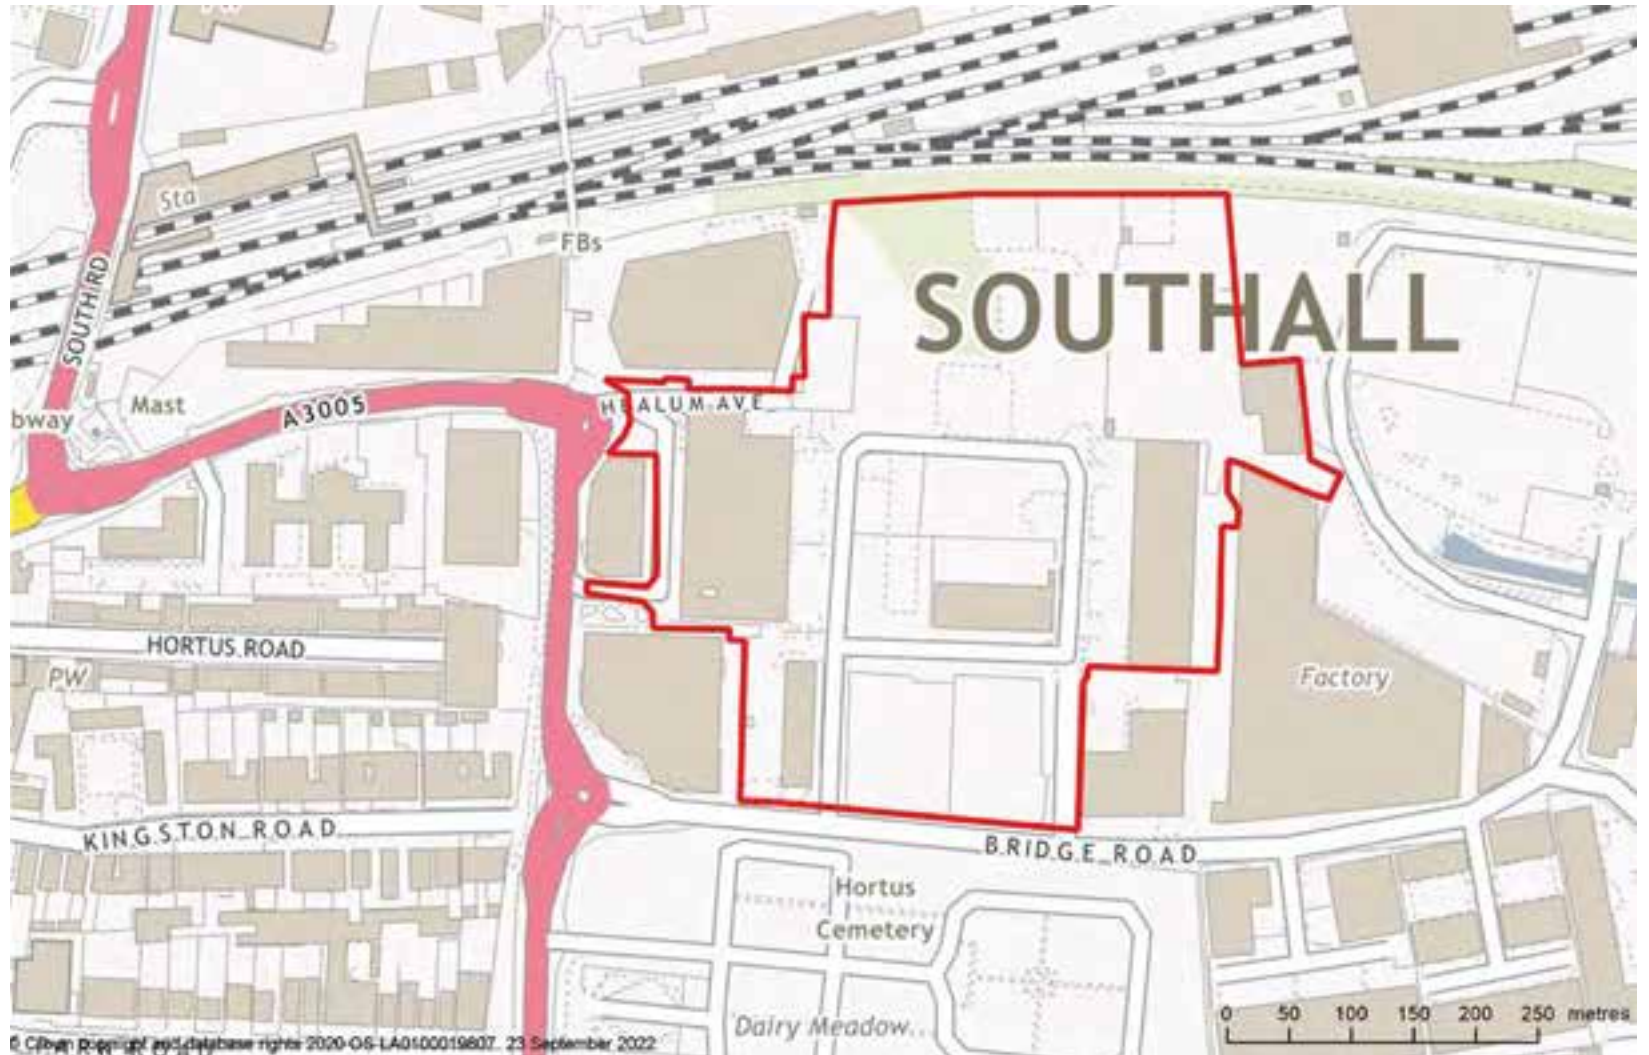 Sta
SOUTH RD
FBs
SOUTHALL
bway
Mast
A3005
HEALUM AVE
HORTUS ROAD
PW
Factory
KINGSTON ROAD
BRIDGE ROAD
Hortus
Cemetery
Dairy Meadow..
0 50 100 150 200 250 metres
© Crown copyright and database rights 2020 OS LA0100019807. 23 September 2022